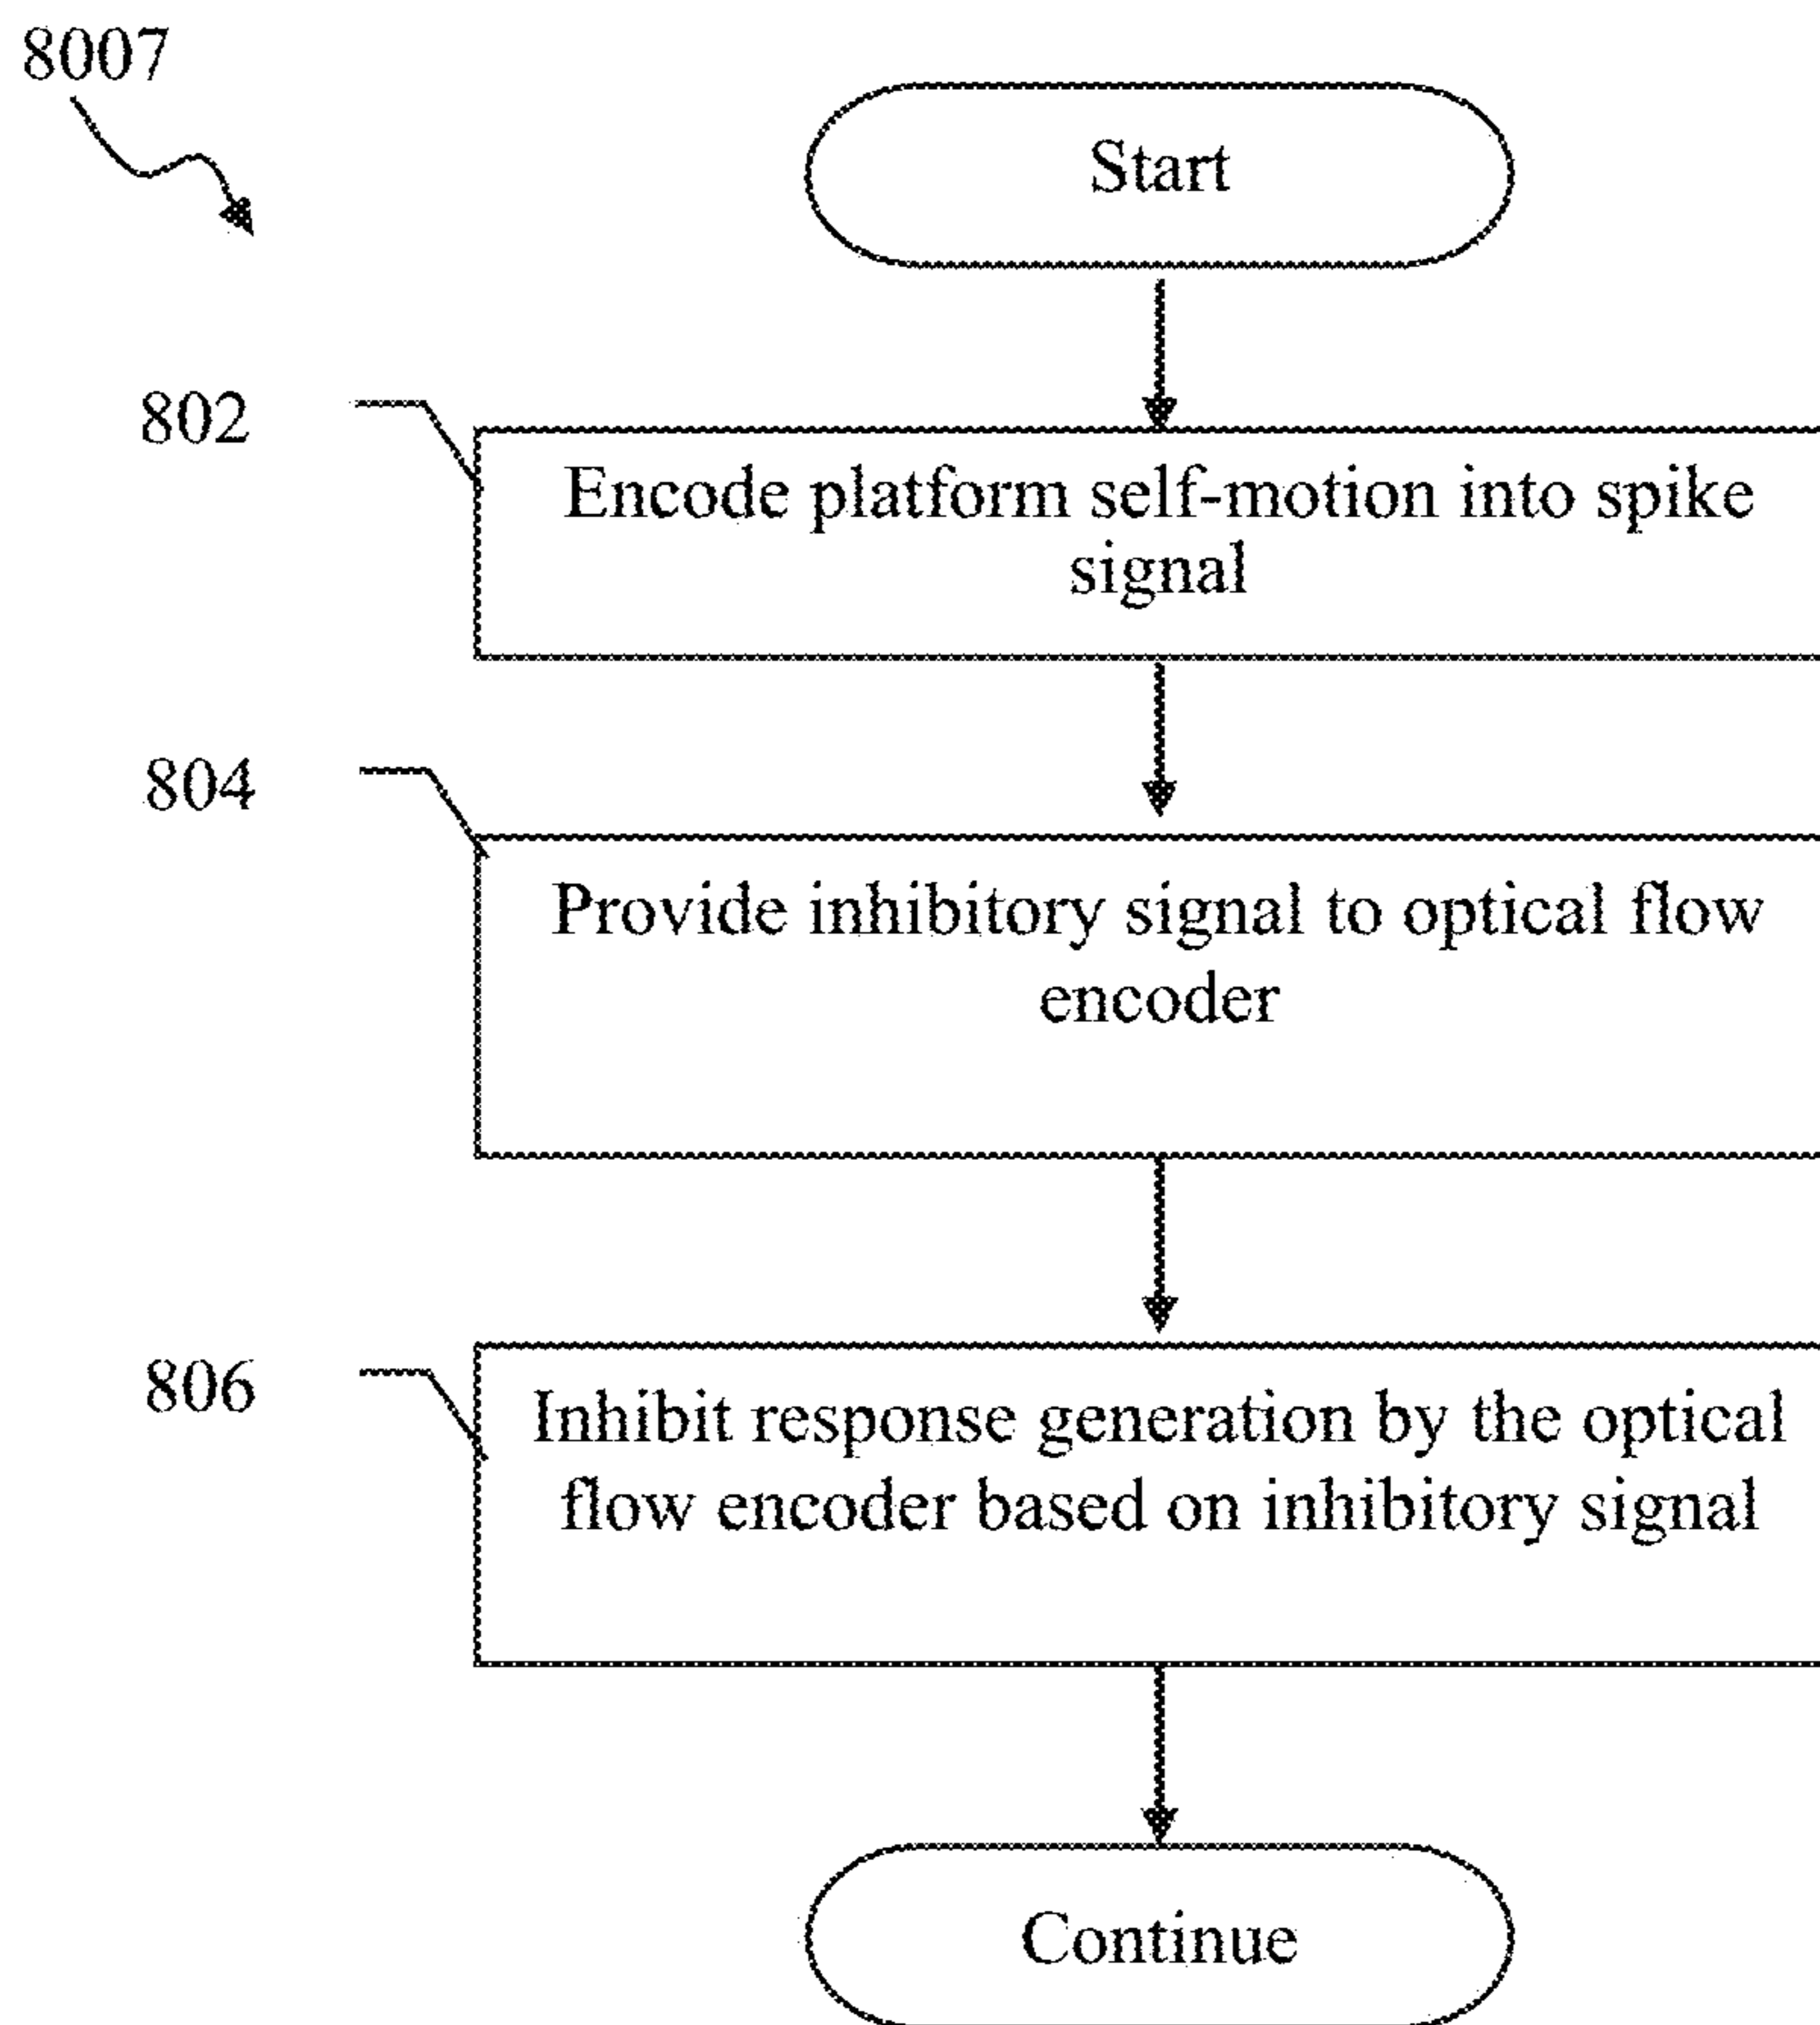 8007
Start
802
Encode platform self-motion into spike
signal
804
Provide inhibitory signal to optical flow
encoder
806
Inhibit response generation by the optical
flow encoder based on inhibitory signal
Continue